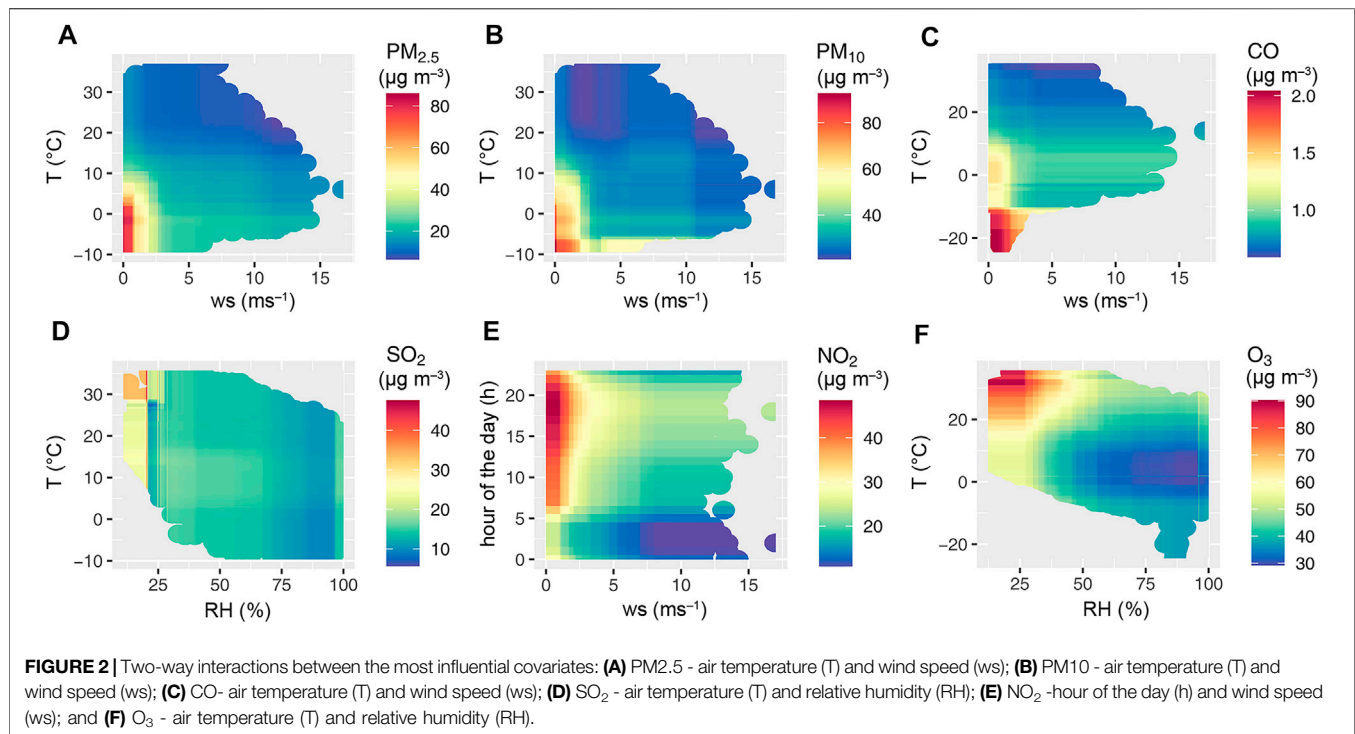 A
PM2.5
(µg m⁻³)
80
60
40
20
T (°C)
30
20
10
0
−10
0
5
10
15
ws (ms⁻¹)
B
PM10
(µg m⁻³)
80
60
40
T (°C)
30
20
10
0
−10
0
5
10
15
ws (ms⁻¹)
C
CO
(µg m⁻³)
2.0
1.5
1.0
T (°C)
20
0
−20
0
5
10
15
ws (ms⁻¹)
D
SO2
(µg m⁻³)
40
30
20
10
T (°C)
30
20
10
0
−10
25
50
75
100
RH (%)
E
NO2
(µg m⁻³)
40
30
20
hour of the day (h)
20
15
10
5
0
0
5
10
15
ws (ms⁻¹)
F
O3
(µg m⁻³)
90
80
70
60
50
40
30
T (°C)
20
0
−20
25
50
75
100
RH (%)
FIGURE 2 | Two-way interactions between the most influential covariates: (A) PM2.5 - air temperature (T) and wind speed (ws); (B) PM10 - air temperature (T) and
wind speed (ws); (C) CO- air temperature (T) and wind speed (ws); (D) SO2 - air temperature (T) and relative humidity (RH); (E) NO2 -hour of the day (h) and wind speed
(ws); and (F) O3 - air temperature (T) and relative humidity (RH).